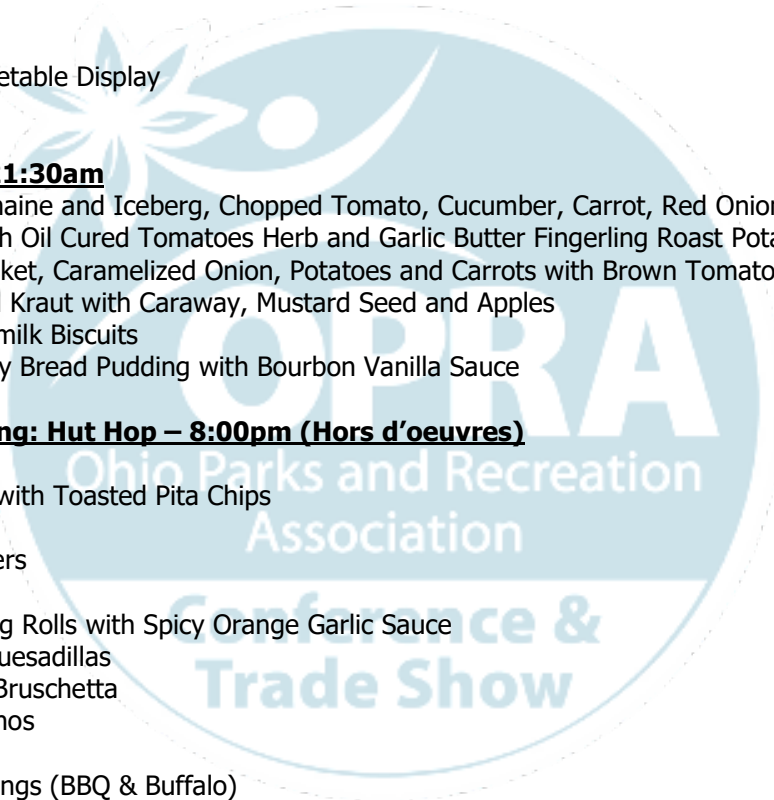 etable Display
1:30am
naine and Iceberg, Chopped Tomato, Cucumber, Carrot, Red Onion
h Oil Cured Tomatoes Herb and Garlic Butter Fingerling Roast Pota
ket, Caramelized Onion, Potatoes and Carrots with Brown Tomato
Kraut with Caraway, Mustard Seed and Apples
milk Biscuits
y Bread Pudding with Bourbon Vanilla Sauce
OPRA
ng: Hut Hop – 8:00pm (Hors d’oeuvres)
Ohio Parks and Recreation
with Toasted Pita Chips
Association
ers
g Rolls with Spicy Orange Garlic Sauce
Conference &
uesadillas
Trade Show
Bruschetta
hos
ngs (BBQ & Buffalo)